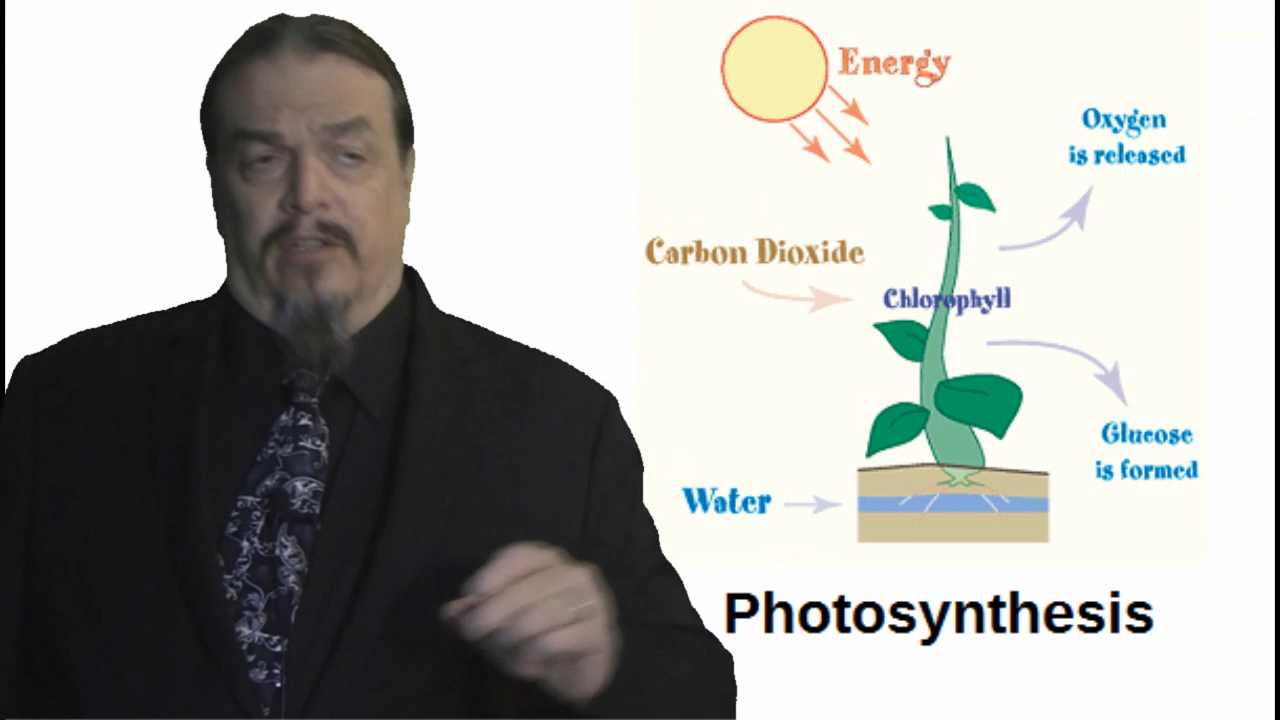 Energy
Oxygen
is released
Carbon Dioxide
Chlorophyll
Glucose
is formed
Water
Photosynthesis